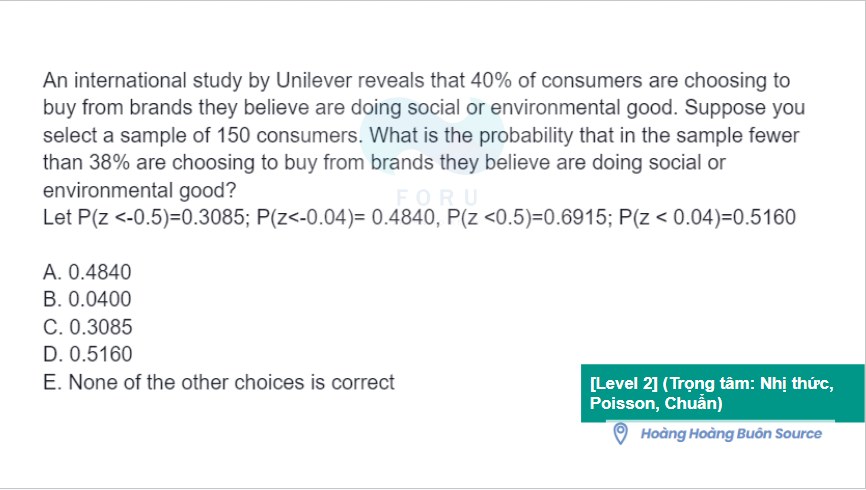 An international study by Unilever reveals that 40% of consumers are choosing to
buy from brands they believe are doing social or environmental good. Suppose you
select a sample of 150 consumers. What is the probability that in the sample fewer
than 38% are choosing to buy from brands they believe are doing social or
environmental good?
FORU
Let P(z <-0.5)=0.3085; P(z<-0.04)= 0.4840, P(z <0.5)=0.6915; P(z < 0.04)=0.5160
A. 0.4840
B. 0.0400
C. 0.3085
D. 0.5160
E. None of the other choices is correct
[Level 2] (Trọng tâm: Nhị thức,
Poisson, Chuẩn)
Hoàng Hoàng Buôn Source